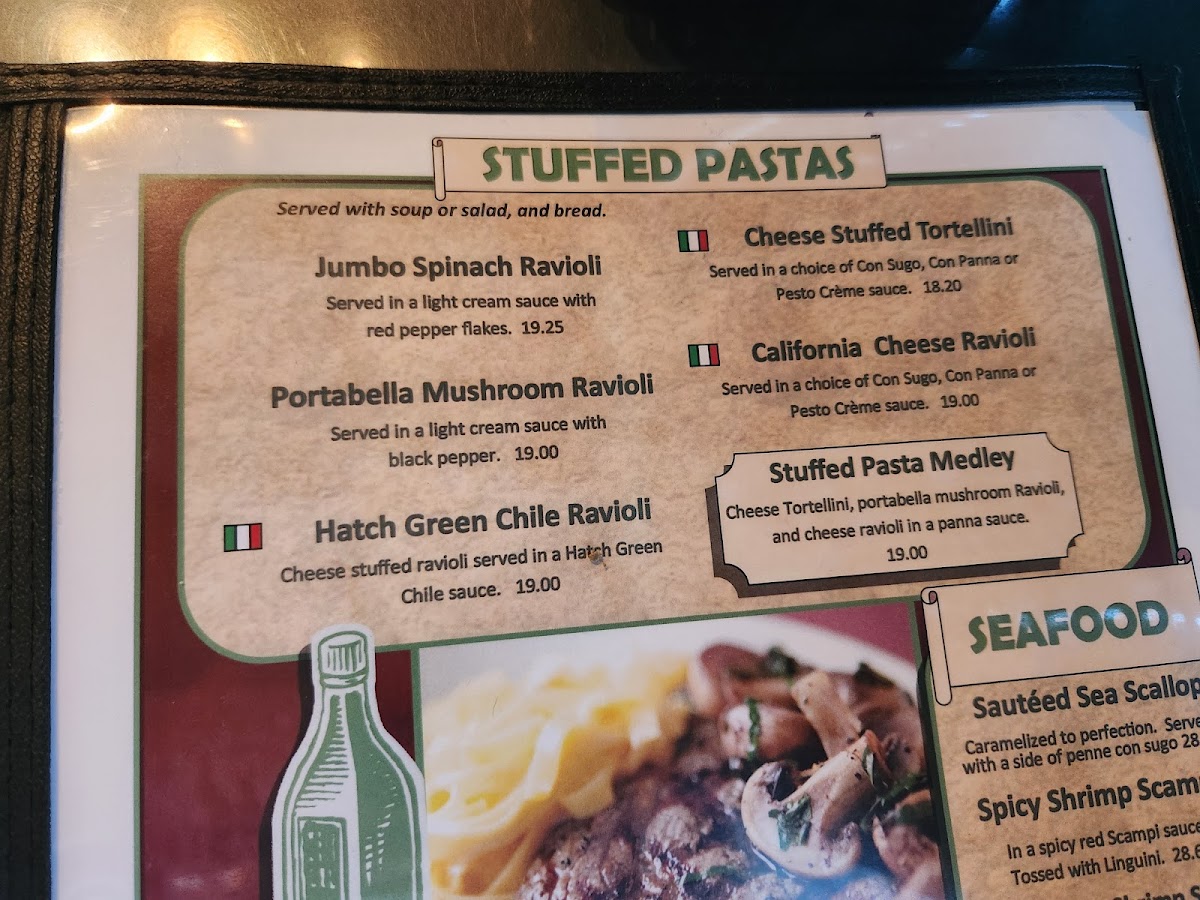 STUFFED PASTAS
Served with soup or salad, and bread.
Jumbo Spinach Ravioli
Served in a light cream sauce with
red pepper flakes. 19.25
Portabella Mushroom Ravioli
Served in a light cream sauce with
black pepper. 19.00
Hatch Green Chile Ravioli
Cheese stuffed ravioli served in a Hatch Green
Chile sauce. 19.00
Cheese Stuffed Tortellini
Served in a choice of Con Sugo, Con Panna or
Pesto Crème sauce. 18.20
California Cheese Ravioli
Served in a choice of Con Sugo, Con Panna or
Pesto Crème sauce. 19.00
Stuffed Pasta Medley
Cheese Tortellini, portabella mushroom Ravioli,
and cheese ravioli in a panna sauce.
19.00
SEAFOOD
Sautéed Sea
Caramelized to perfection.
with a side of penne con sugo
Spicy Shrimp
In a spicy red Scampi sauce
Tossed with Linguini.